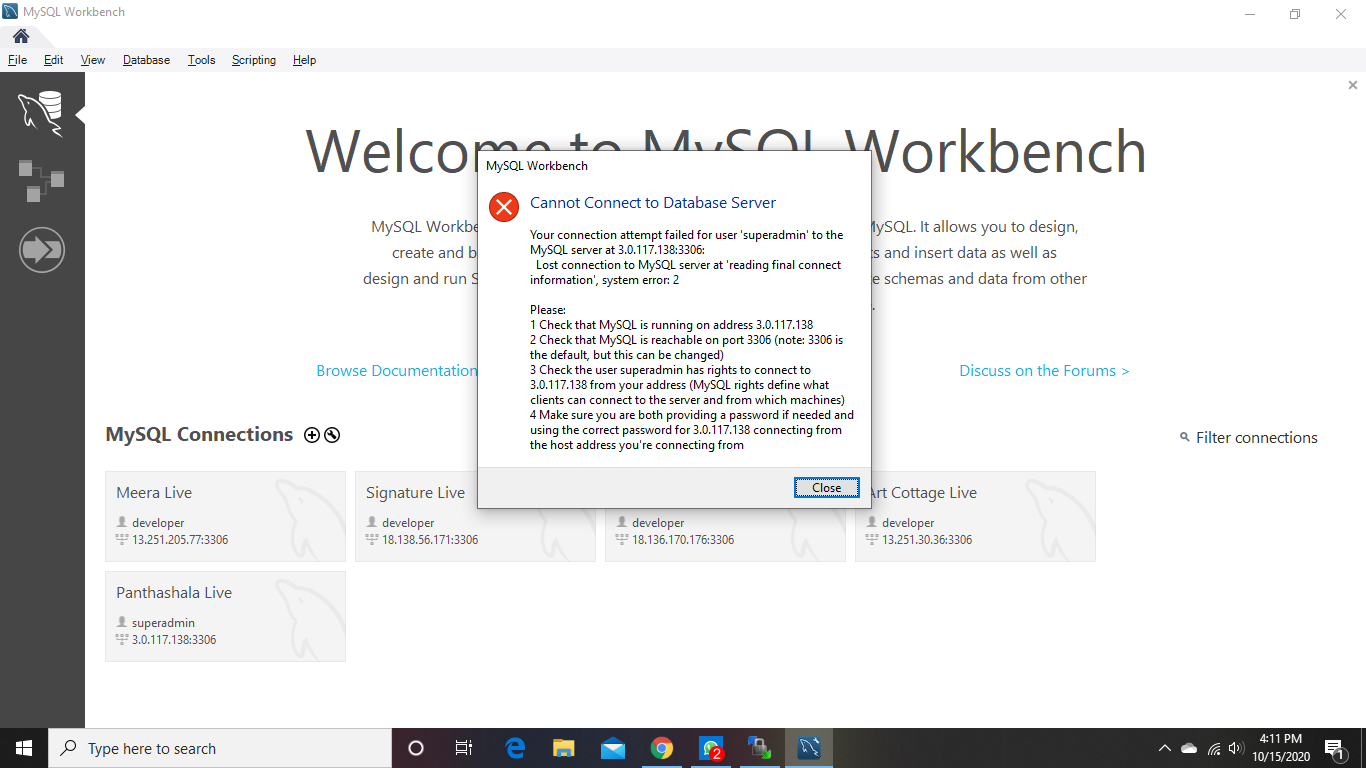 MySQL Workbench
File Edit View Database Tools Scripting Help
Welcome to MySQL Workbench
MySQL Workbench
Cannot Connect to Database Server
Your connection attempt failed for user 'superadmin' to the
MySQL server at 3.0.117.138:3306:
Lost connection to MySQL server at 'reading final connect
information', system error: 2
Please:
1 Check that MySQL is running on address 3.0.117.138
2 Check that MySQL is reachable on port 3306 (note: 3306 is
the default, but this can be changed)
3 Check the user superadmin has rights to connect to
3.0.117.138 from your address (MySQL rights define what
clients can connect to the server and from which machines)
4 Make sure you are both providing a password if needed and
using the correct password for 3.0.117.138 connecting from
the host address you're connecting from
Close
MySQL MySQL. It allows you to design,
create and and insert data as well as
design and run schemas and data from other
Browse Documentation Discuss on the Forums >
MySQL Connections Filter connections
Meera Live
developer
13.251.205.77:3306
Signature Live
developer
18.138.56.171:3306
developer
18.136.170.176:3306
Art Cottage Live
developer
13.251.30.36:3306
Panthashala Live
superadmin
3.0.117.138:3306
Type here to search
2
4:11 PM
10/15/2020
1